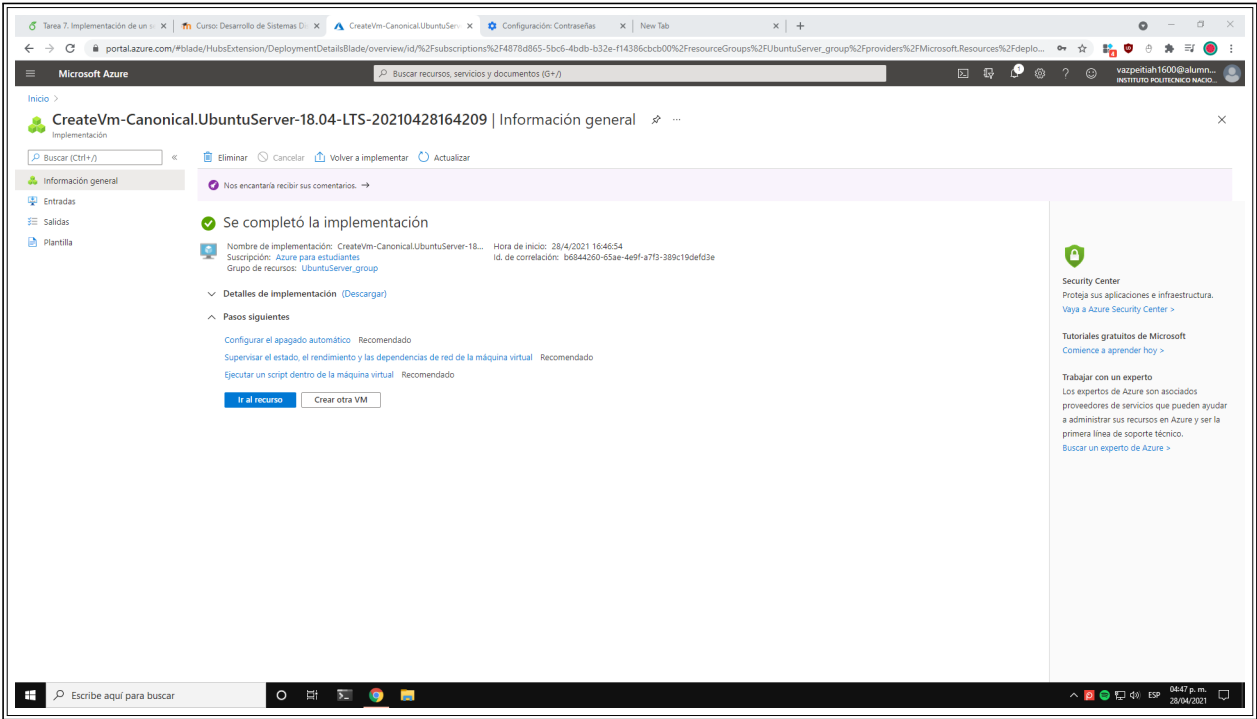 Tarea 7. Implementación de un s
Curso: Desarrollo de Sistemas Di
CreateVm-Canonical.UbuntuServ
Configuración: Contraseñas
New Tab
portal.azure.com/#blade/HubsExtension/DeploymentDetailsBlade/overview/id/%2Fsubscriptions%2F4878d865-5bc6-4bdb-b32e-f14386cbcb00%2FresourceGroups%2FUbuntuServer_group%2Fproviders%2FMicrosoft.Resources%2Fdeplo...
Microsoft Azure
Buscar recursos, servicios y documentos (G+/)
1
vazpeitiah1600@alumn...
INSTITUTO POLITECNICO NACIO...
Inicio >
CreateVm-Canonical.UbuntuServer-18.04-LTS-20210428164209 | Información general
Implementación
Buscar (Ctrl+/)
Eliminar Cancelar Volver a implementar Actualizar
Información general
Entradas
Salidas
Plantilla
Nos encantaría recibir sus comentarios. →
Se completó la implementación
Nombre de implementación: CreateVm-Canonical.UbuntuServer-18...
Suscripción: Azure para estudiantes
Grupo de recursos: UbuntuServer_group
Hora de inicio: 28/4/2021 16:46:54
Id. de correlación: b6844260-65ae-4e9f-a7f3-389c19defd3e
Detalles de implementación (Descargar)
Pasos siguientes
Configurar el apagado automático Recomendado
Supervisar el estado, el rendimiento y las dependencias de red de la máquina virtual Recomendado
Ejecutar un script dentro de la máquina virtual Recomendado
Ir al recurso
Crear otra VM
Security Center
Proteja sus aplicaciones e infraestructura.
Vaya a Azure Security Center >
Tutoriales gratuitos de Microsoft
Comience a aprender hoy >
Trabajar con un experto
Los expertos de Azure son asociados
proveedores de servicios que pueden ayudar
a administrar sus recursos en Azure y ser la
primera línea de soporte técnico.
Buscar un experto de Azure >
Escribe aquí para buscar
ESP
04:47 p. m.
28/04/2021